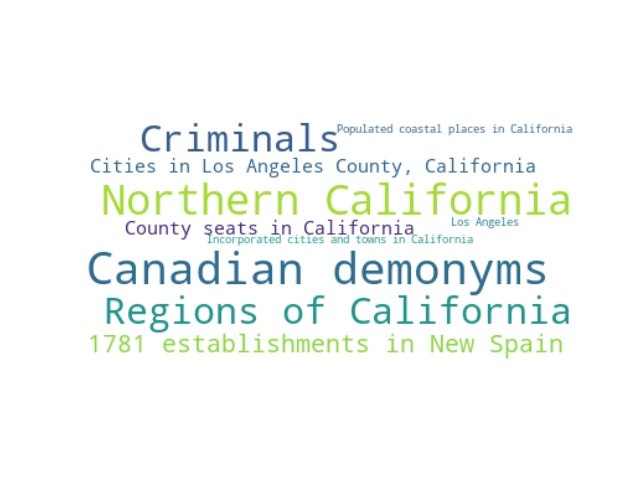 Criminals
Populated coastal places in California
Cities in Los Angeles County, California
Northern California
County seats in California
Los Angeles
Incorporated cities and towns in California
Canadian demonyms
Regions of California
1781 establishments in New Spain